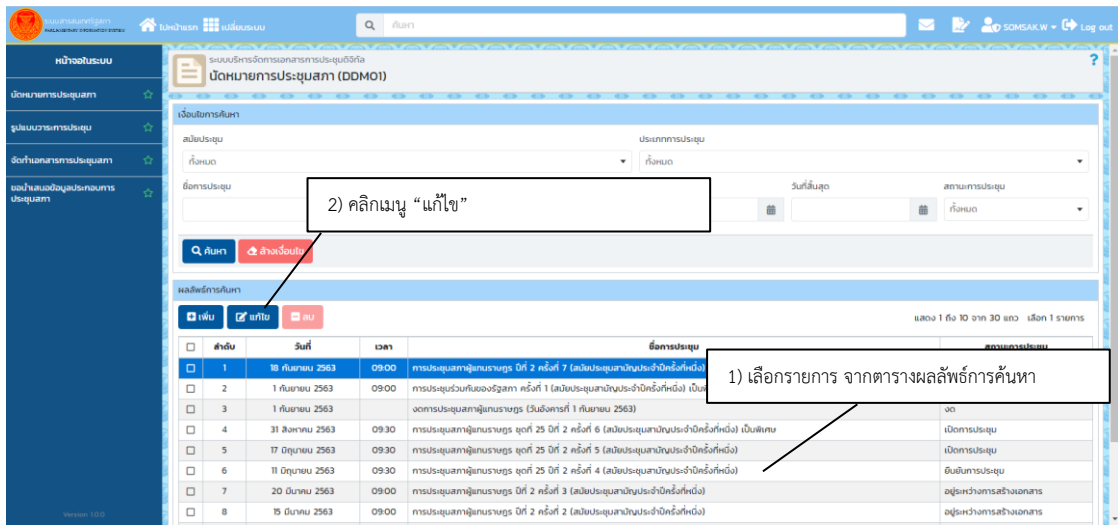 ระบบสารสนเทศรัฐสภา
PARLIAMENTARY INFORMATION SYSTEM
ไปหน้าแรก เปลี่ยนระบบ
ค้นหา
SOMSAK.W Log out
หน้าจอในระบบ
นัดหมายการประชุมสภา
รูปแบบวาระการประชุม
จัดทำเอกสารการประชุมสภา
ขอนำเสนอข้อมูลประกอบการ
ประชุมสภา
Version 1.0.0
ระบบบริหารจัดการเอกสารการประชุมดิจิทัล
นัดหมายการประชุมสภา (DDM01)
?
เงื่อนไขการค้นหา
สมัยประชุม ประเภทการประชุม
ทั้งหมด ทั้งหมด
ชื่อการประชุม วันที่สิ้นสุด สถานะการประชุม
ทั้งหมด
2) คลิกเมนู “แก้ไข”
ค้นหา ล้างเงื่อนไข
ผลลัพธ์การค้นหา
เพิ่ม แก้ไข ลบ
แสดง 1 ถึง 10 จาก 30 แถว เลือก 1 รายการ
ลำดับ วันที่ เวลา ชื่อการประชุม สถานะการประชุม
1 18 กันยายน 2563 09:00 การประชุมสภาผู้แทนราษฎร ปีที่ 2 ครั้งที่ 7 (สมัยประชุมสามัญประจำปีครั้งที่หนึ่ง)
1) เลือกรายการ จากตารางผลลัพธ์การค้นหา
2 1 กันยายน 2563 09:00 การประชุมร่วมกันของรัฐสภา ครั้งที่ 1 (สมัยประชุมสามัญประจำปีครั้งที่หนึ่ง)
3 1 กันยายน 2563 งดการประชุมสภาผู้แทนราษฎร (วันอังคารที่ 1 กันยายน 2563) งด
4 31 สิงหาคม 2563 09:30 การประชุมสภาผู้แทนราษฎร ชุดที่ 25 ปีที่ 2 ครั้งที่ 6 (สมัยประชุมสามัญประจำปีครั้งที่หนึ่ง) เป็นพิเศษ เปิดการประชุม
5 17 มิถุนายน 2563 09:30 การประชุมสภาผู้แทนราษฎร ชุดที่ 25 ปีที่ 2 ครั้งที่ 5 (สมัยประชุมสามัญประจำปีครั้งที่หนึ่ง) เปิดการประชุม
6 11 มิถุนายน 2563 09:30 การประชุมสภาผู้แทนราษฎร ชุดที่ 25 ปีที่ 2 ครั้งที่ 4 (สมัยประชุมสามัญประจำปีครั้งที่หนึ่ง) ยืนยันการประชุม
7 20 มีนาคม 2563 09:00 การประชุมสภาผู้แทนราษฎร ปีที่ 2 ครั้งที่ 3 (สมัยประชุมสามัญประจำปีครั้งที่หนึ่ง) อยู่ระหว่างการสร้างเอกสาร
8 15 มีนาคม 2563 09:00 การประชุมสภาผู้แทนราษฎร ปีที่ 2 ครั้งที่ 2 (สมัยประชุมสามัญประจำปีครั้งที่หนึ่ง) อยู่ระหว่างการสร้างเอกสาร